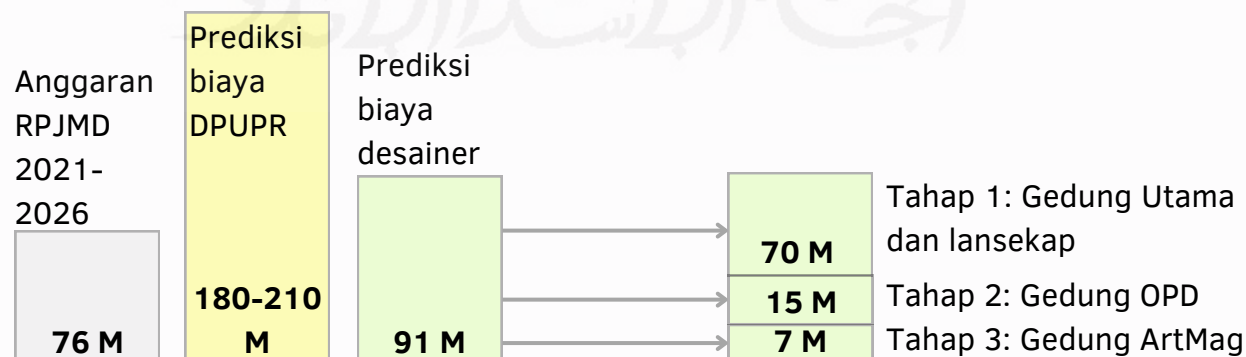 Anggaran
RPJMD
2021-
2026
76 M
Prediksi
biaya
DPUPR
180-210
M
Prediksi
biaya
desainer
91 M
70 M
15 M
7 M
Tahap 1: Gedung Utama
dan lansekap
Tahap 2: Gedung OPD
Tahap 3: Gedung ArtMag